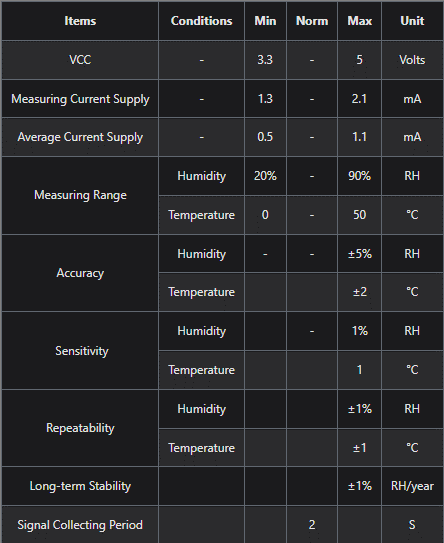 Items Conditions Min Norm Max Unit
VCC - 3.3 - 5 Volts
Measuring Current Supply - 1.3 - 2.1 mA
Average Current Supply - 0.5 - 1.1 mA
Measuring Range Humidity 20% - 90% RH
Temperature 0 - 50 °C
Accuracy Humidity - - ±5% RH
Temperature ±2 °C
Sensitivity Humidity - 1% RH
Temperature 1 °C
Repeatability Humidity ±1% RH
Temperature ±1 °C
Long-term Stability ±1% RH/year
Signal Collecting Period 2 S